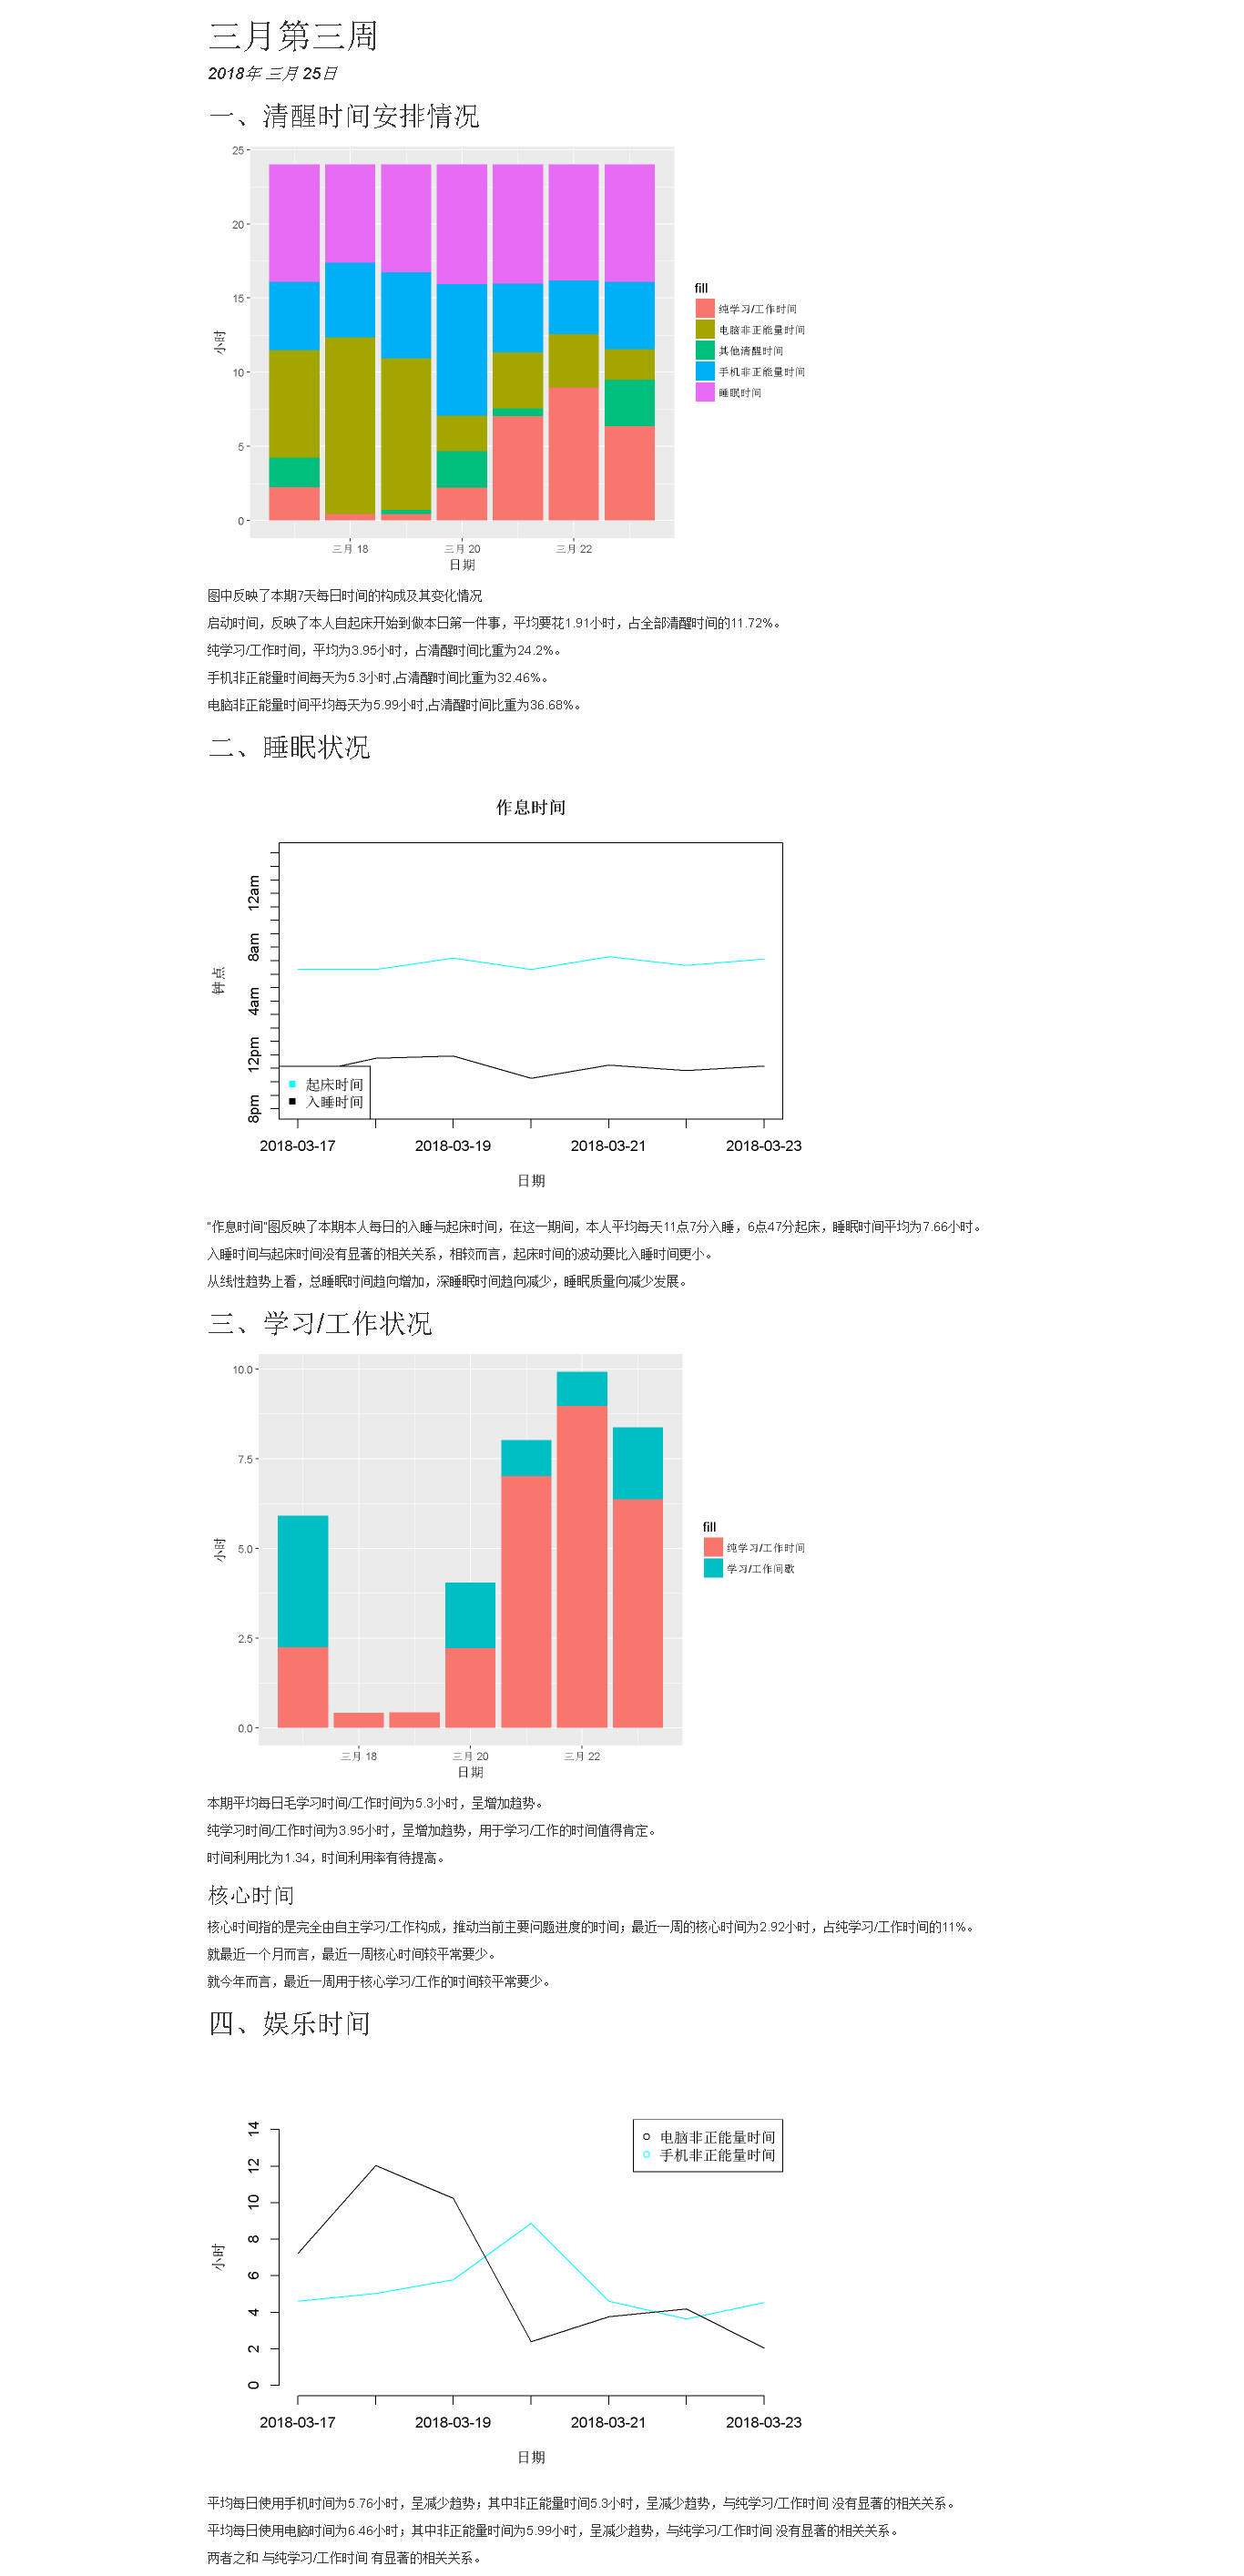 三月第三周
2018年 三月 25日
一、清醒时间安排情况
25
20
15
10
5
0
小时
三月 18
三月 20
三月 22
日期
fill
纯学习/工作时间
电脑非正能量时间
其他清醒时间
手机非正能量时间
睡眠时间
图中反映了本期7天每日时间的构成及其变化情况
启动时间，反映了本人自起床开始到做本日第一件事，平均要花1.91小时，占全部清醒时间的11.72%。
纯学习/工作时间，平均为3.95小时，占清醒时间比重为24.2%。
手机非正能量时间每天为5.3小时,占清醒时间比重为32.46%。
电脑非正能量时间平均每天为5.99小时,占清醒时间比重为36.68%。
二、睡眠状况
作息时间
12am
8am
4am
12pm
8pm
钟点
起床时间
入睡时间
2018-03-17
2018-03-19
2018-03-21
2018-03-23
日期
"作息时间"图反映了本期本人每日的入睡与起床时间，在这一期间，本人平均每天11点7分入睡，6点47分起床，睡眠时间平均为7.66小时。
入睡时间与起床时间没有显著的相关关系，相较而言，起床时间的波动要比入睡时间更小。
从线性趋势上看，总睡眠时间趋向增加，深睡眠时间趋向减少，睡眠质量向减少发展。
三、学习/工作状况
10.0
7.5
5.0
2.5
0.0
小时
三月 18
三月 20
三月 22
日期
fill
纯学习/工作时间
学习/工作间歇
本期平均每日毛学习时间/工作时间为5.3小时，呈增加趋势。
纯学习时间/工作时间为3.95小时，呈增加趋势，用于学习/工作的时间值得肯定。
时间利用比为1.34，时间利用率有待提高。
核心时间
核心时间指的是完全由自主学习/工作构成，推动当前主要问题进度的时间；最近一周的核心时间为2.92小时，占纯学习/工作时间的11%。
就最近一个月而言，最近一周核心时间较平常要少。
就今年而言，最近一周用于核心学习/工作的时间较平常要少。
四、娱乐时间
14
12
10
8
6
4
2
0
小时
电脑非正能量时间
手机非正能量时间
2018-03-17
2018-03-19
2018-03-21
2018-03-23
日期
平均每日使用手机时间为5.76小时，呈减少趋势；其中非正能量时间5.3小时，呈减少趋势，与纯学习/工作时间 没有显著的相关关系。
平均每日使用电脑时间为6.46小时；其中非正能量时间为5.99小时，呈减少趋势，与纯学习/工作时间 没有显著的相关关系。
两者之和 与纯学习/工作时间 有显著的相关关系。